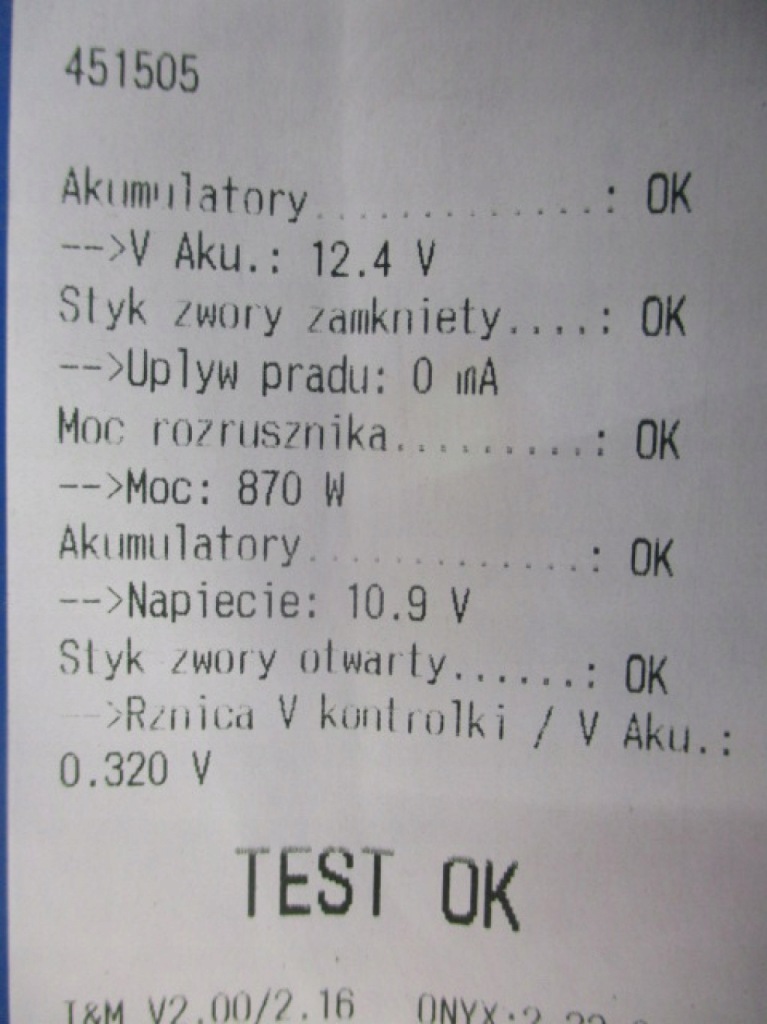 451505
Akumulatory..............: OK
-->V Aku.: 12.4 V
Styk zwory zamkniety....: OK
-->Uplyw pradu: 0 mA
Moc rozrusznika.........: OK
-->Moc: 870 W
Akumulatory.............: OK
-->Napiecie: 10.9 V
Styk zwory otwarty......: OK
-->Rznica V kontrolki / V Aku.:
0.320 V
TEST OK
V2.00/2.16 ONYX: